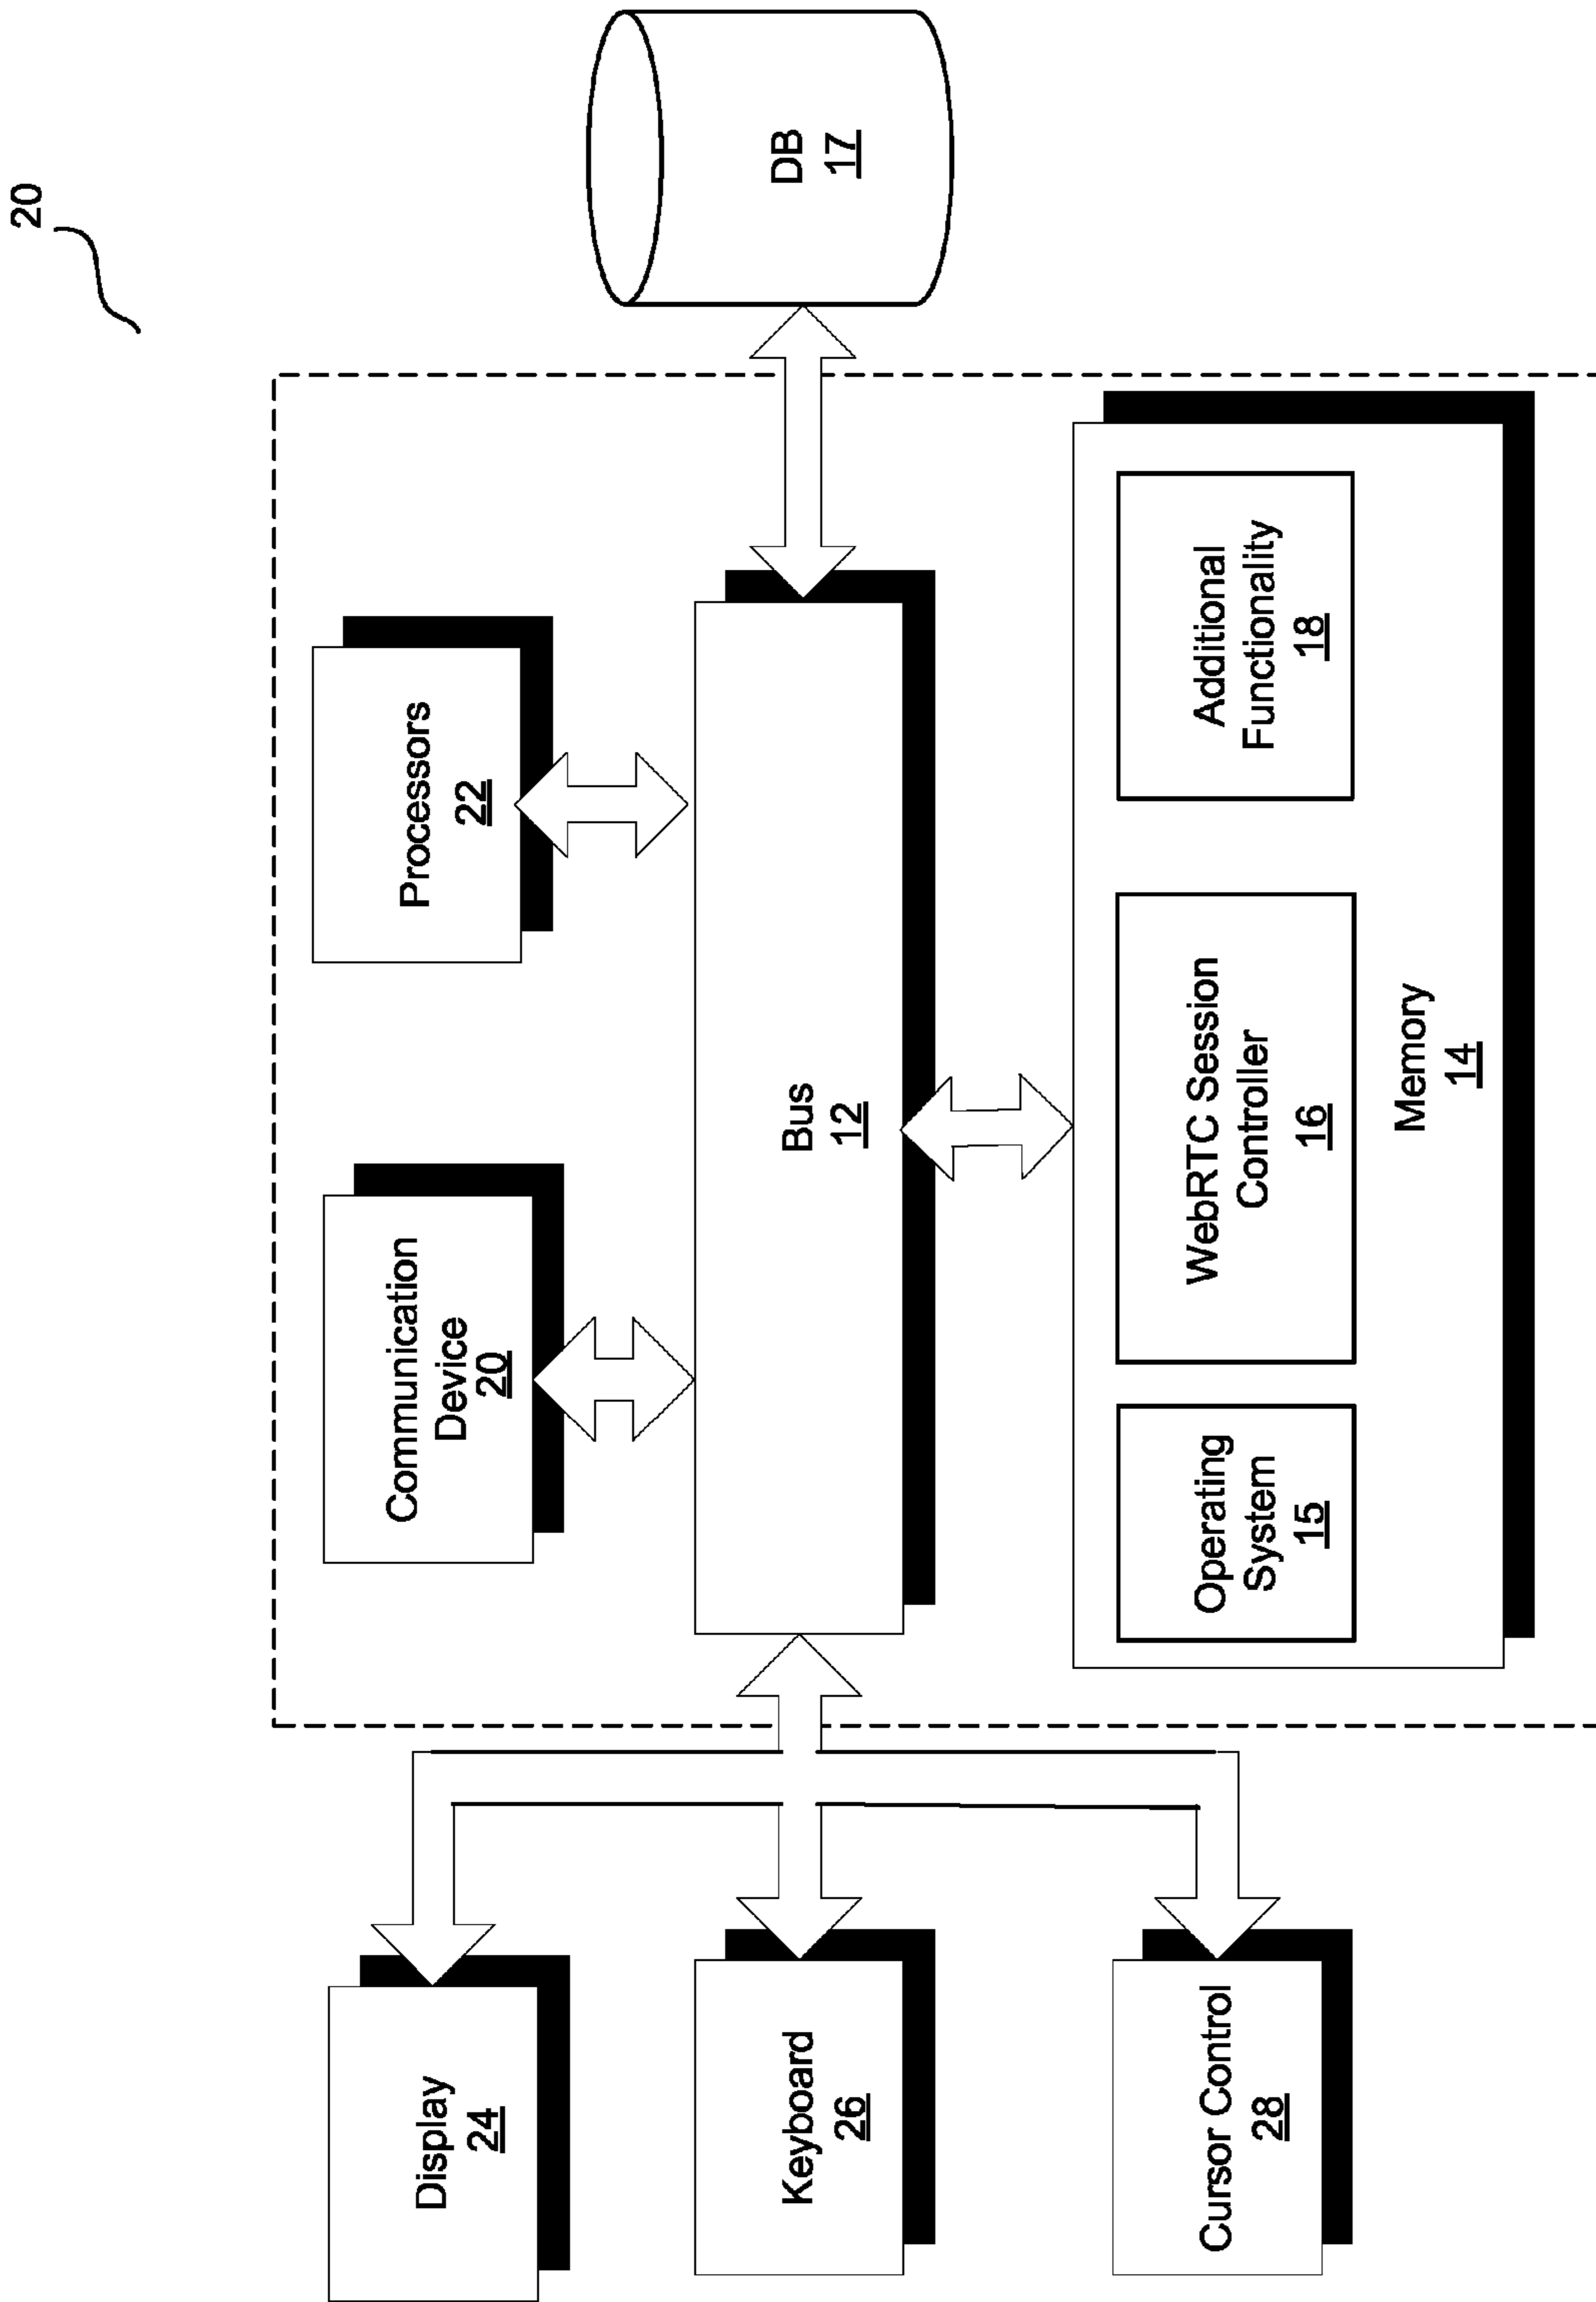 20
Communication
Device
20
Processors
22
Display
24
Keyboard
26
Cursor Control
28
Bus
12
DB
17
Operating
System
15
WebRTC Session
Controller
16
Additional
Functionality
18
Memory
14